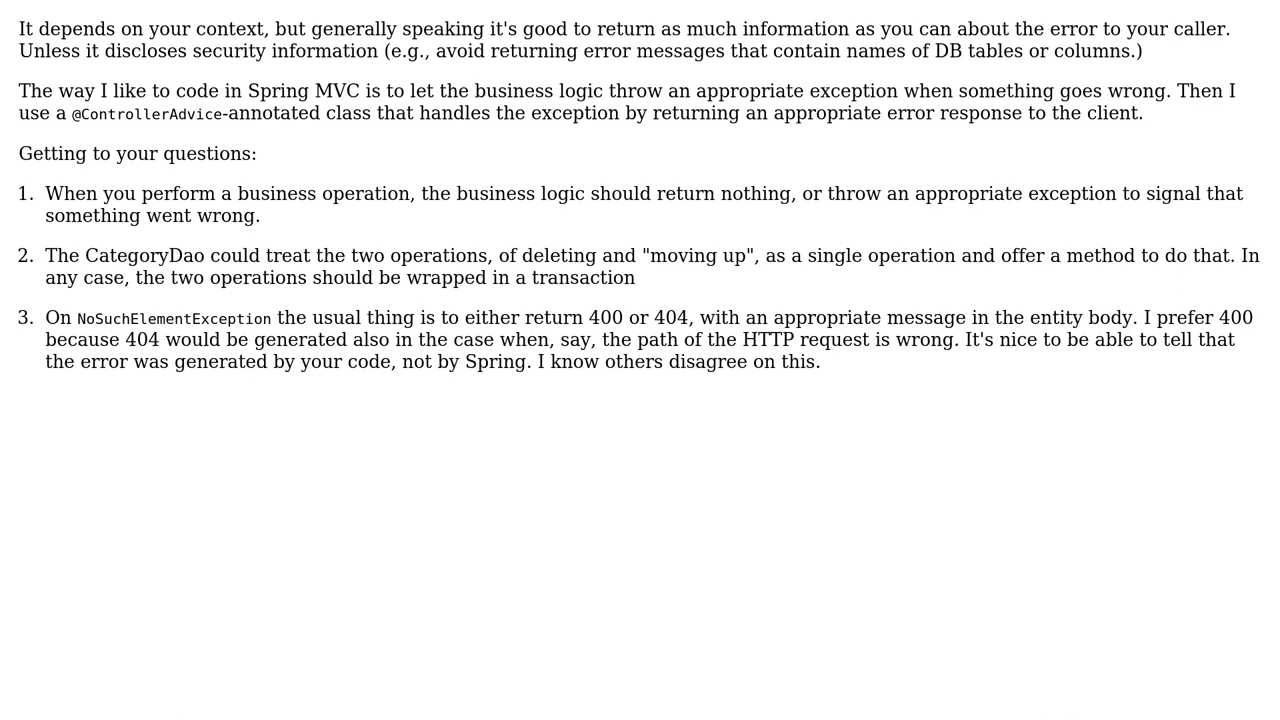 It depends on your context, but generally speaking it's good to return as much information as you can about the error to your caller.
Unless it discloses security information (e.g., avoid returning error messages that contain names of DB tables or columns.)
The way I like to code in Spring MVC is to let the business logic throw an appropriate exception when something goes wrong. Then I
use a @ControllerAdvice-annotated class that handles the exception by returning an appropriate error response to the client.
Getting to your questions:
1. When you perform a business operation, the business logic should return nothing, or throw an appropriate exception to signal that
something went wrong.
2. The CategoryDao could treat the two operations, of deleting and "moving up", as a single operation and offer a method to do that. In
any case, the two operations should be wrapped in a transaction
3. On NoSuchElementException the usual thing is to either return 400 or 404, with an appropriate message in the entity body. I prefer 400
because 404 would be generated also in the case when, say, the path of the HTTP request is wrong. It's nice to be able to tell that
the error was generated by your code, not by Spring. I know others disagree on this.